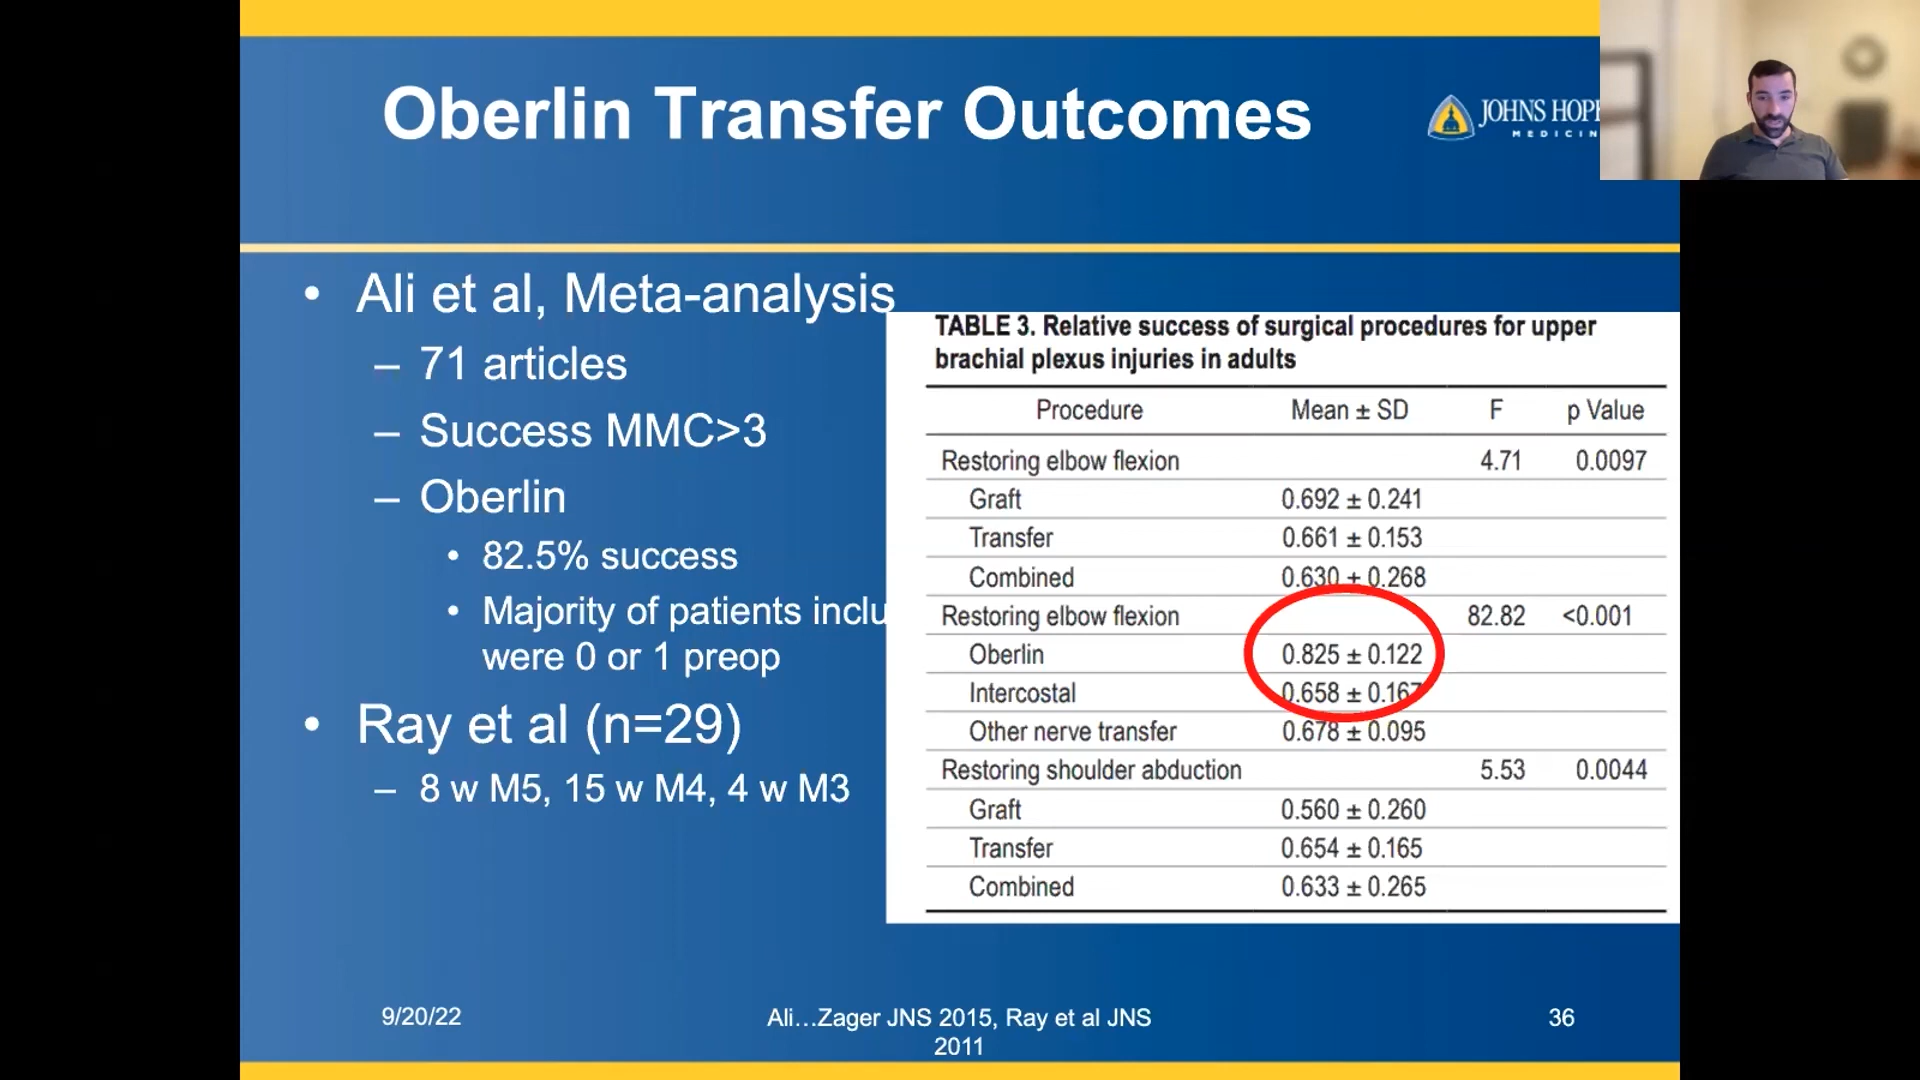 Oberlin Transfer Outcomes
JOHNS HOP
MEDICIN
• Ali et al, Meta-analysis
– 71 articles
– Success MMC>3
– Oberlin
• 82.5% success
• Majority of patients inclu
were 0 or 1 preop
• Ray et al (n=29)
– 8 w M5, 15 w M4, 4 w M3
TABLE 3. Relative success of surgical procedures for upper
brachial plexus injuries in adults
Procedure Mean ± SD F p Value
Restoring elbow flexion 4.71 0.0097
Graft 0.692 ± 0.241
Transfer 0.661 ± 0.153
Combined 0.630 ± 0.268
Restoring elbow flexion 82.82 <0.001
Oberlin 0.825 ± 0.122
Intercostal 0.658 ± 0.167
Other nerve transfer 0.678 ± 0.095
Restoring shoulder abduction 5.53 0.0044
Graft 0.560 ± 0.260
Transfer 0.654 ± 0.165
Combined 0.633 ± 0.265
9/20/22
Ali…Zager JNS 2015, Ray et al JNS
2011
36